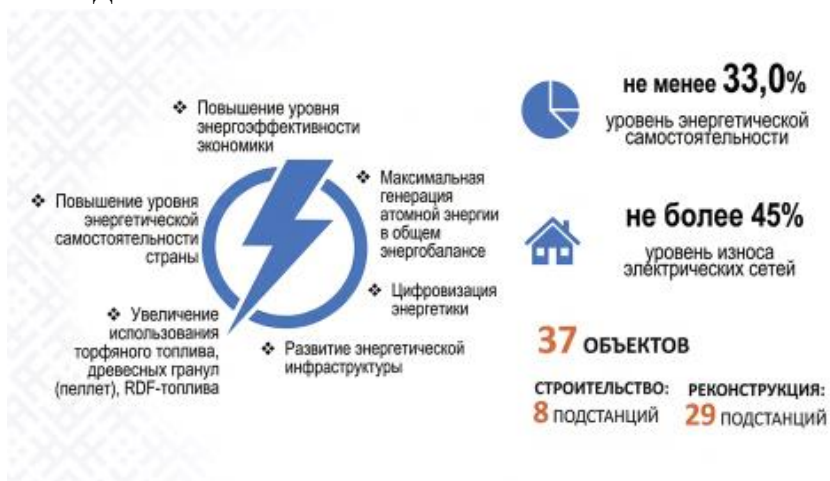 ❖ Повышение уровня
энергоэффективности
экономики
❖ Повышение уровня
энергетической
самостоятельности
страны
❖ Максимальная
генерация
атомной энергии
в общем
энергобалансе
❖ Цифровизация
энергетики
❖ Увеличение
использования
торфяного топлива,
древесных гранул
(пеллет), RDF-топлива
❖ Развитие энергетической
инфраструктуры
не менее 33,0%
уровень энергетической
самостоятельности
не более 45%
уровень износа
электрических сетей
37 ОБЪЕКТОВ
СТРОИТЕЛЬСТВО:
8 ПОДСТАНЦИЙ
РЕКОНСТРУКЦИЯ:
29 ПОДСТАНЦИЙ